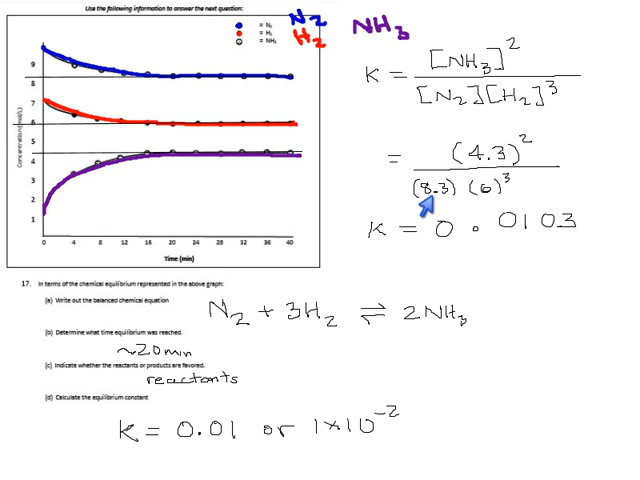 Use the following information to answer the next question:
= N₂
= H₂
= NH₃
N2
H2
NH3
Concentrations (mol/L)
9
8
7
6
5
4
3
2
1
0 4 8 12 16 20 24 28 32 36 40
Time (min)
K = [NH3]² / [N2][H2]³
= (4.3)² / (8.3) (6)³
K = 0.0103
17. In terms of the chemical equilibrium represented in the above graph:
(a) Write out the balanced chemical equation
N2 + 3H2 ⇌ 2NH3
(b) Determine what time equilibrium was reached.
~20min
(c) Indicate whether the reactants or products are favored.
reactants
(d) Calculate the equilibrium constant
K = 0.01 or 1×10⁻²